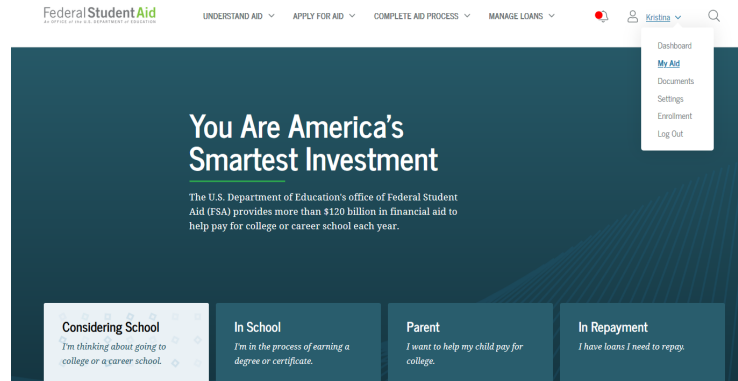 Federal Student Aid
An OFFICE of the U.S. DEPARTMENT of EDUCATION
UNDERSTAND AID
APPLY FOR AID
COMPLETE AID PROCESS
MANAGE LOANS
Kristina
Dashboard
My Aid
Documents
Settings
Enrollment
Log Out
You Are America's
Smartest Investment
The U.S. Department of Education's office of Federal Student
Aid (FSA) provides more than $120 billion in financial aid to
help pay for college or career school each year.
Considering School
I'm thinking about going to
college or a career school.
In School
I'm in the process of earning a
degree or certificate.
Parent
I want to help my child pay for
college.
In Repayment
I have loans I need to repay.